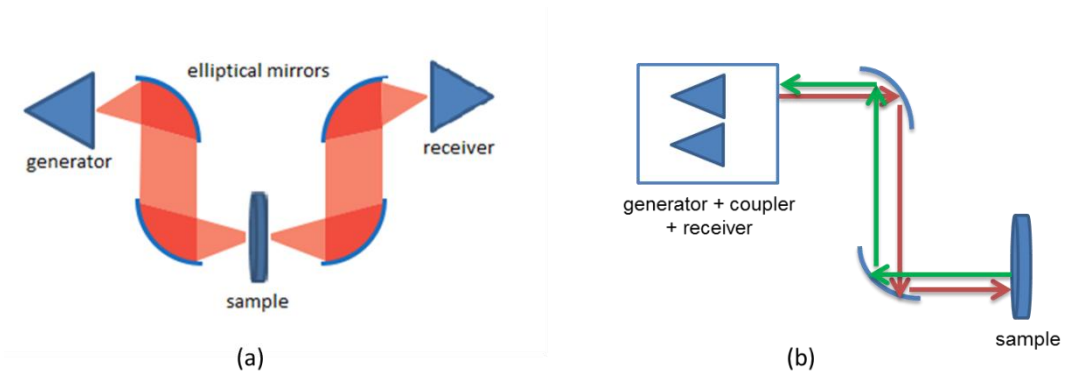 elliptical mirrors
generator
receiver
sample
(a)
generator + coupler
+ receiver
sample
(b)